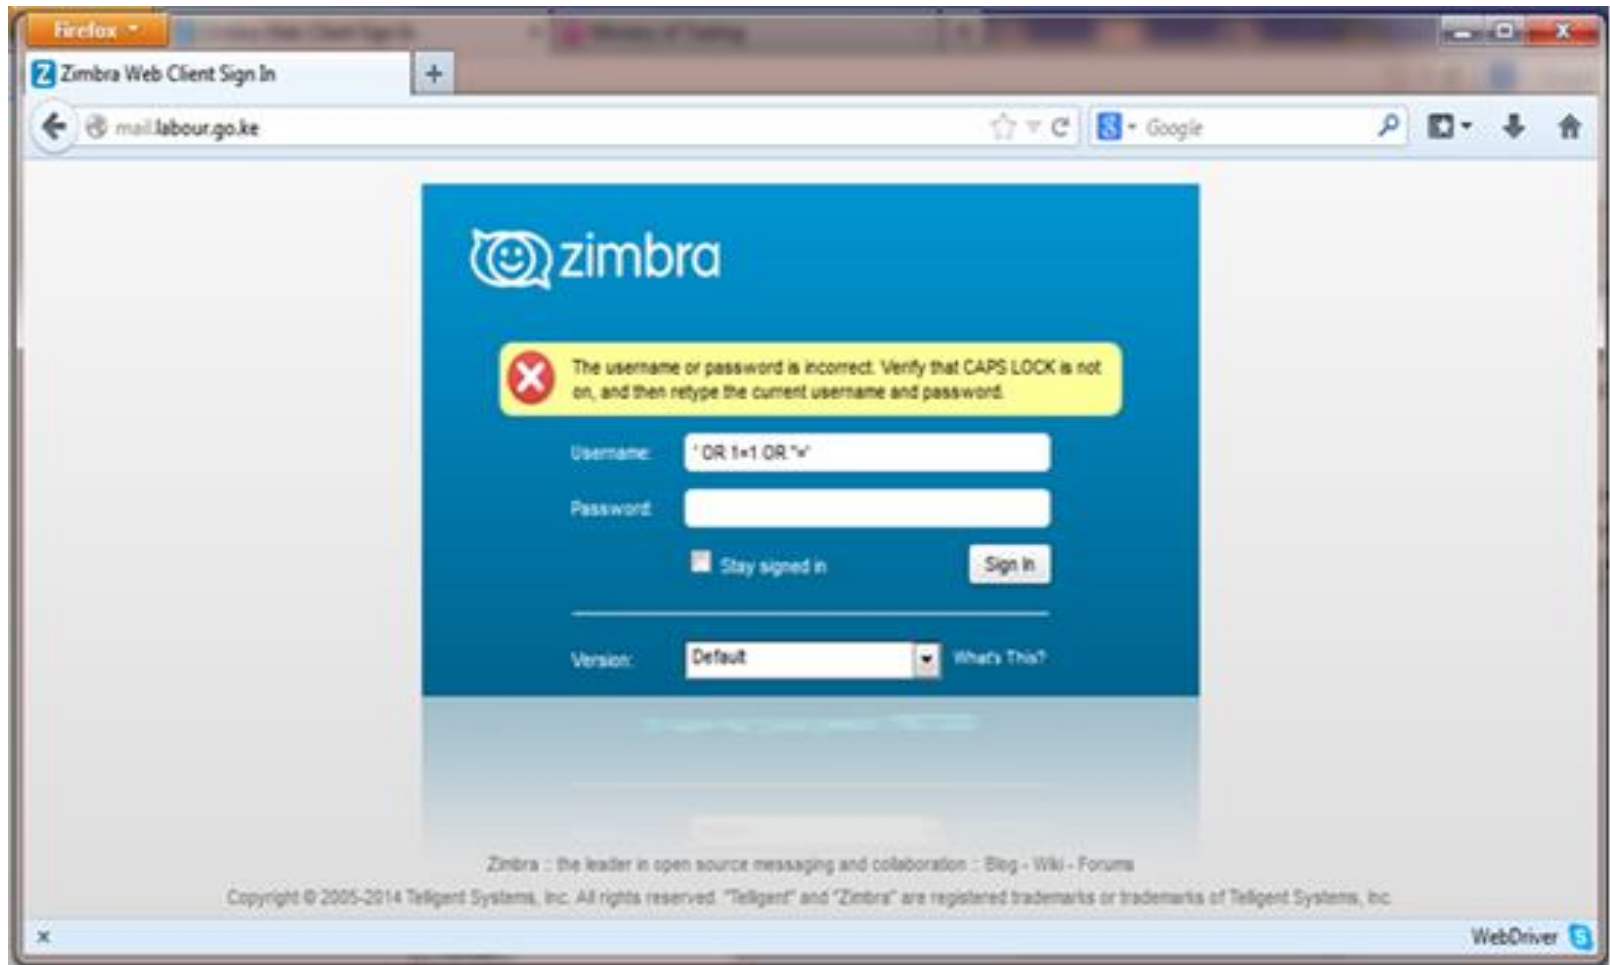 Firefox
Zimbra Web Client Sign In
mail.labour.go.ke
Google
zimbra
The username or password is incorrect. Verify that CAPS LOCK is not
on, and then retype the current username and password.
Username:
' OR 1=1 OR ''='
Password:
Stay signed in
Sign In
Version:
Default
What's This?
Zimbra :: the leader in open source messaging and collaboration :: Blog - Wiki - Forums
Copyright © 2005-2014 Telligent Systems, Inc. All rights reserved. "Telligent" and "Zimbra" are registered trademarks or trademarks of Telligent Systems, Inc.
WebDriver